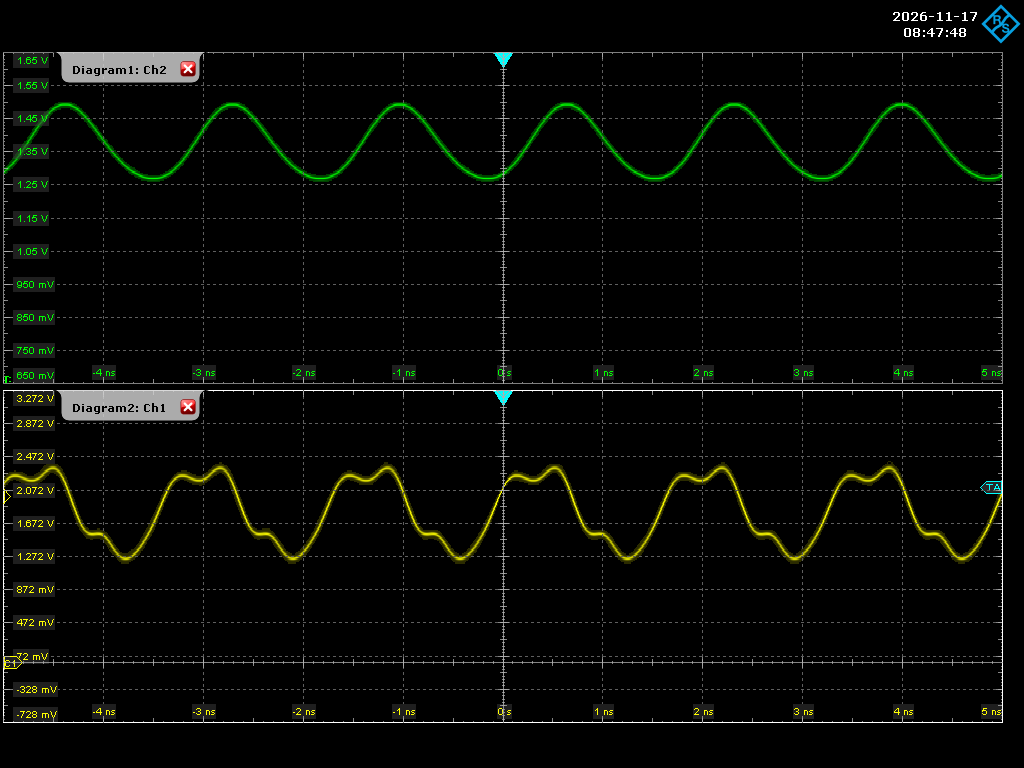 2026-11-17
08:47:48
R&S
1.65 V
Diagram1: Ch2
1.55 V
1.45 V
1.35 V
1.25 V
1.15 V
1.05 V
950 mV
850 mV
750 mV
650 mV
-4 ns -3 ns -2 ns -1 ns 0 s 1 ns 2 ns 3 ns 4 ns 5 ns
3.272 V
Diagram2: Ch1
2.872 V
2.472 V
2.072 V
TA
1.672 V
1.272 V
872 mV
472 mV
72 mV
C1
-328 mV
-728 mV
-4 ns -3 ns -2 ns -1 ns 0 s 1 ns 2 ns 3 ns 4 ns 5 ns